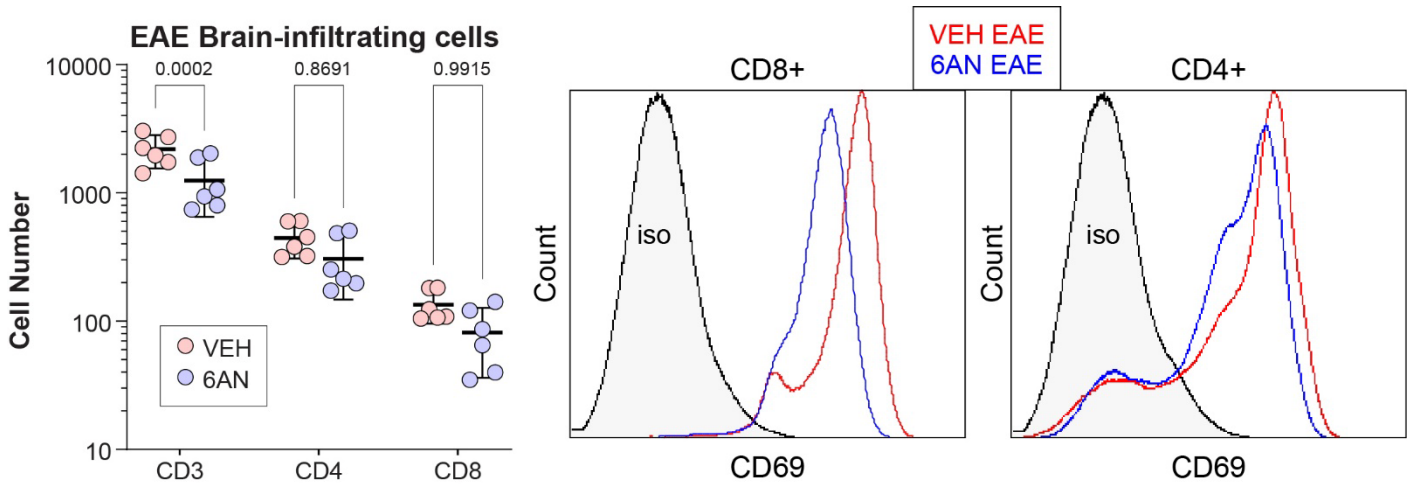 EAE Brain-infiltrating cells
0.0002
0.8691
0.9915
Cell Number
10000
1000
100
10
VEH
6AN
CD3
CD4
CD8
VEH EAE
6AN EAE
CD8+
Count
iso
CD69
CD4+
Count
iso
CD69